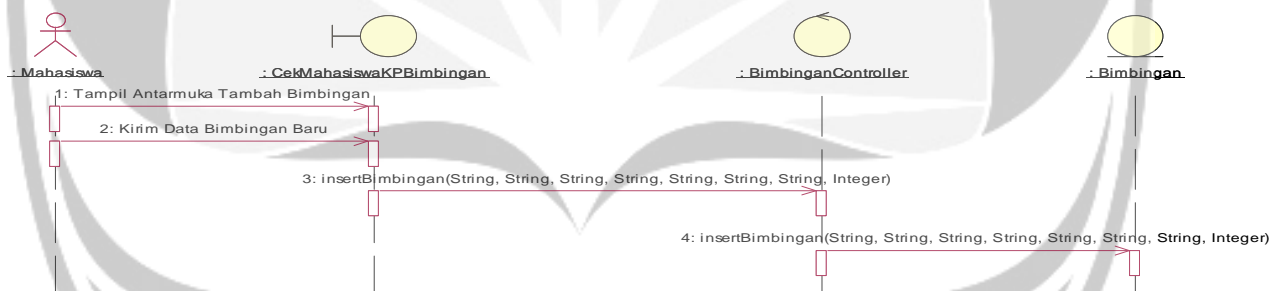 : Mahasiswa
: CekMahasiswaKPBimbingan
: BimbinganController
: Bimbingan
1: Tampil Antarmuka Tambah Bimbingan
2: Kirim Data Bimbingan Baru
3: insertBimbingan(String, String, String, String, String, String, String, Integer)
4: insertBimbingan(String, String, String, String, String, String, String, Integer)